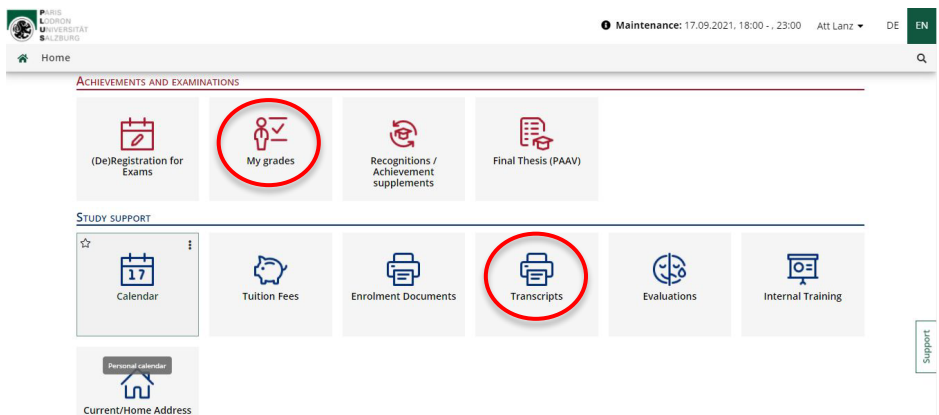 PARIS
LODRON
UNIVERSITÄT
SALZBURG
Maintenance: 17.09.2021, 18:00 - , 23:00
Att Lanz
DE
EN
Home
ACHIEVEMENTS AND EXAMINATIONS
(De)Registration for
Exams
My grades
Recognitions /
Achievement
supplements
Final Thesis (PAAV)
STUDY SUPPORT
17
Calendar
Tuition Fees
Enrolment Documents
Transcripts
Evaluations
Internal Training
Support
Personal calendar
Current/Home Address